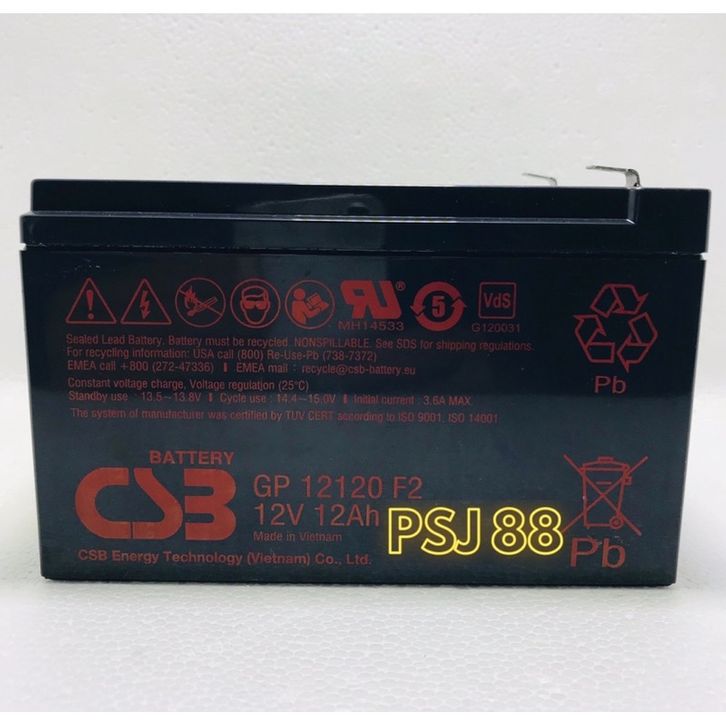 MH14533
5
VdS
G120031
Sealed Lead Battery. Battery must be recycled. NONSPILLABLE. See SDS for shipping regulations.
For recycling information: USA call (800) Re-Use-Pb (738-7372)
EMEA call +800 (272-47336) EMEA mail : recycle@csb-battery.eu
Constant voltage charge, Voltage regulation (25°C)
Standby use : 13.5~13.8V Cycle use : 14.4~15.0V Initial current : 3.6A MAX.
The system of manufacturer was certified by TUV CERT according to ISO 9001, ISO 14001
Pb
BATTERY
CSB
GP 12120 F2
12V 12Ah
Made in Vietnam
CSB Energy Technology (Vietnam) Co., Ltd.
PSJ 88
Pb